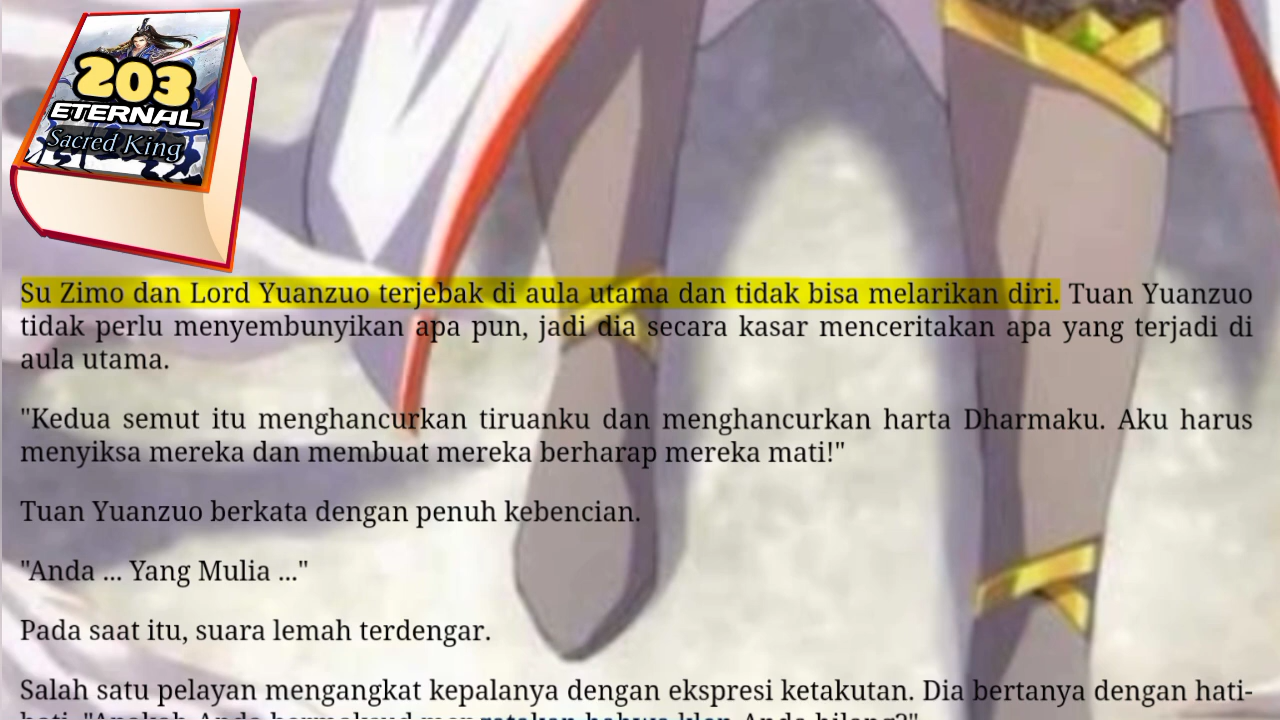 203
ETERNAL
Sacred King
Su Zimo dan Lord Yuanzuo terjebak di aula utama dan tidak bisa melarikan diri. Tuan Yuanzuo
tidak perlu menyembunyikan apa pun, jadi dia secara kasar menceritakan apa yang terjadi di
aula utama.
"Kedua semut itu menghancurkan tiruanku dan menghancurkan harta Dharmaku. Aku harus
menyiksa mereka dan membuat mereka berharap mereka mati!"
Tuan Yuanzuo berkata dengan penuh kebencian.
"Anda ... Yang Mulia ..."
Pada saat itu, suara lemah terdengar.
Salah satu pelayan mengangkat kepalanya dengan ekspresi ketakutan. Dia bertanya dengan hati-